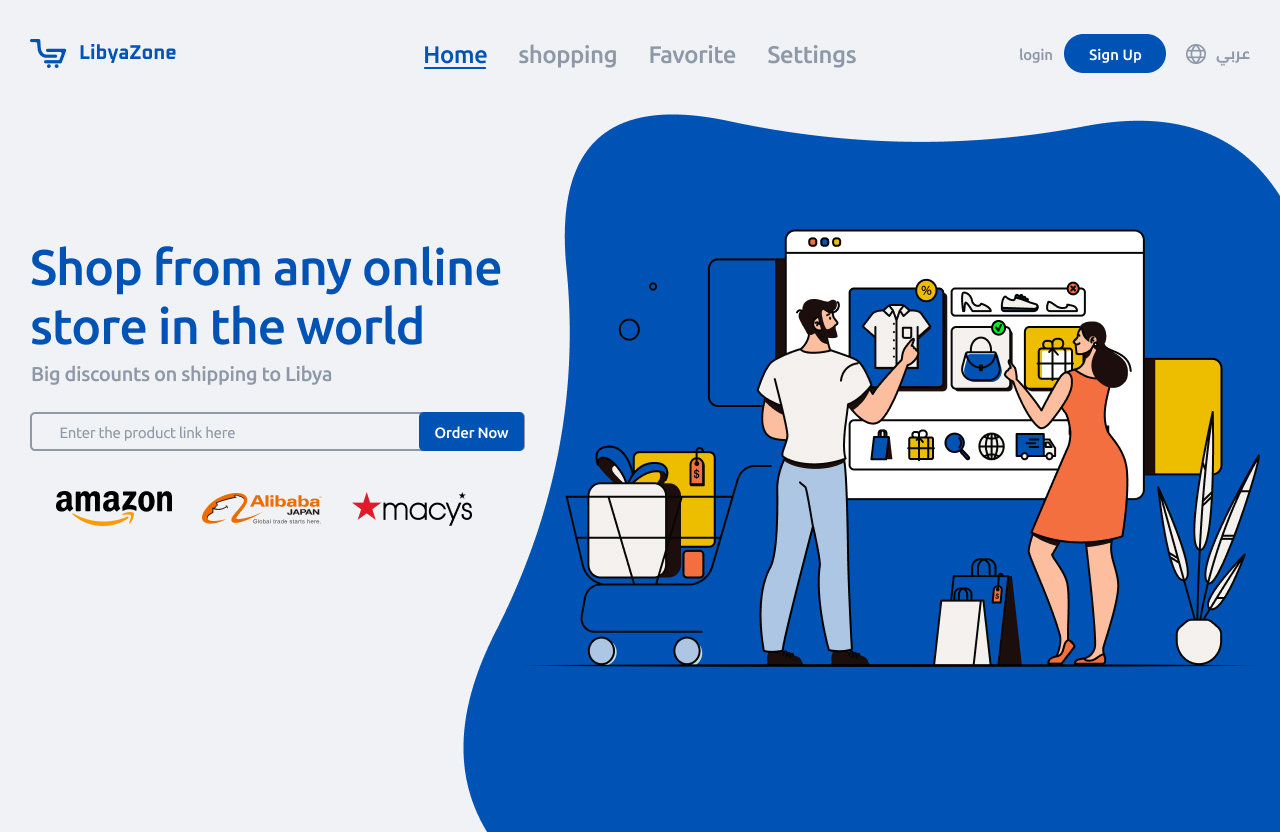 LibyaZone
Home shopping Favorite Settings
login Sign Up عربي
Shop from any online
store in the world
Big discounts on shipping to Libya
Enter the product link here Order Now
amazon Alibaba JAPAN Global trade starts here. macy's
%
$
$